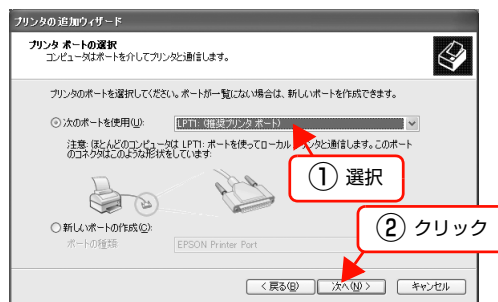 プリンタの追加ウィザード
プリンタ ポートの選択
コンピュータはポートを介してプリンタと通信します。
プリンタのポートを選択してください。ポートが一覧にない場合は、新しいポートを作成できます。
次のポートを使用(U):
LPT1: (推奨プリンタ ポート)
注意: ほとんどのコンピュータは LPT1: ポートを使ってローカル プリンタと通信します。このポート
のコネクタはこのような形状をしています:
① 選択
新しいポートの作成(C):
ポートの種類
EPSON Printer Port
② クリック
< 戻る(B)
次へ(N) >
キャンセル